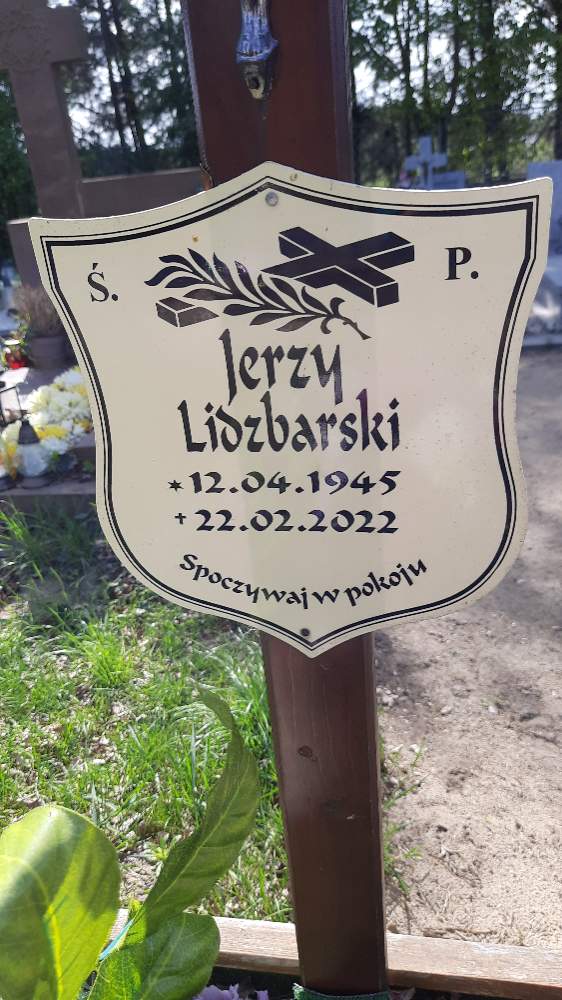 Ś. P.
Jerzy
Lidzbarski
* 12.04.1945
+ 22.02.2022
Spoczywaj w pokoju